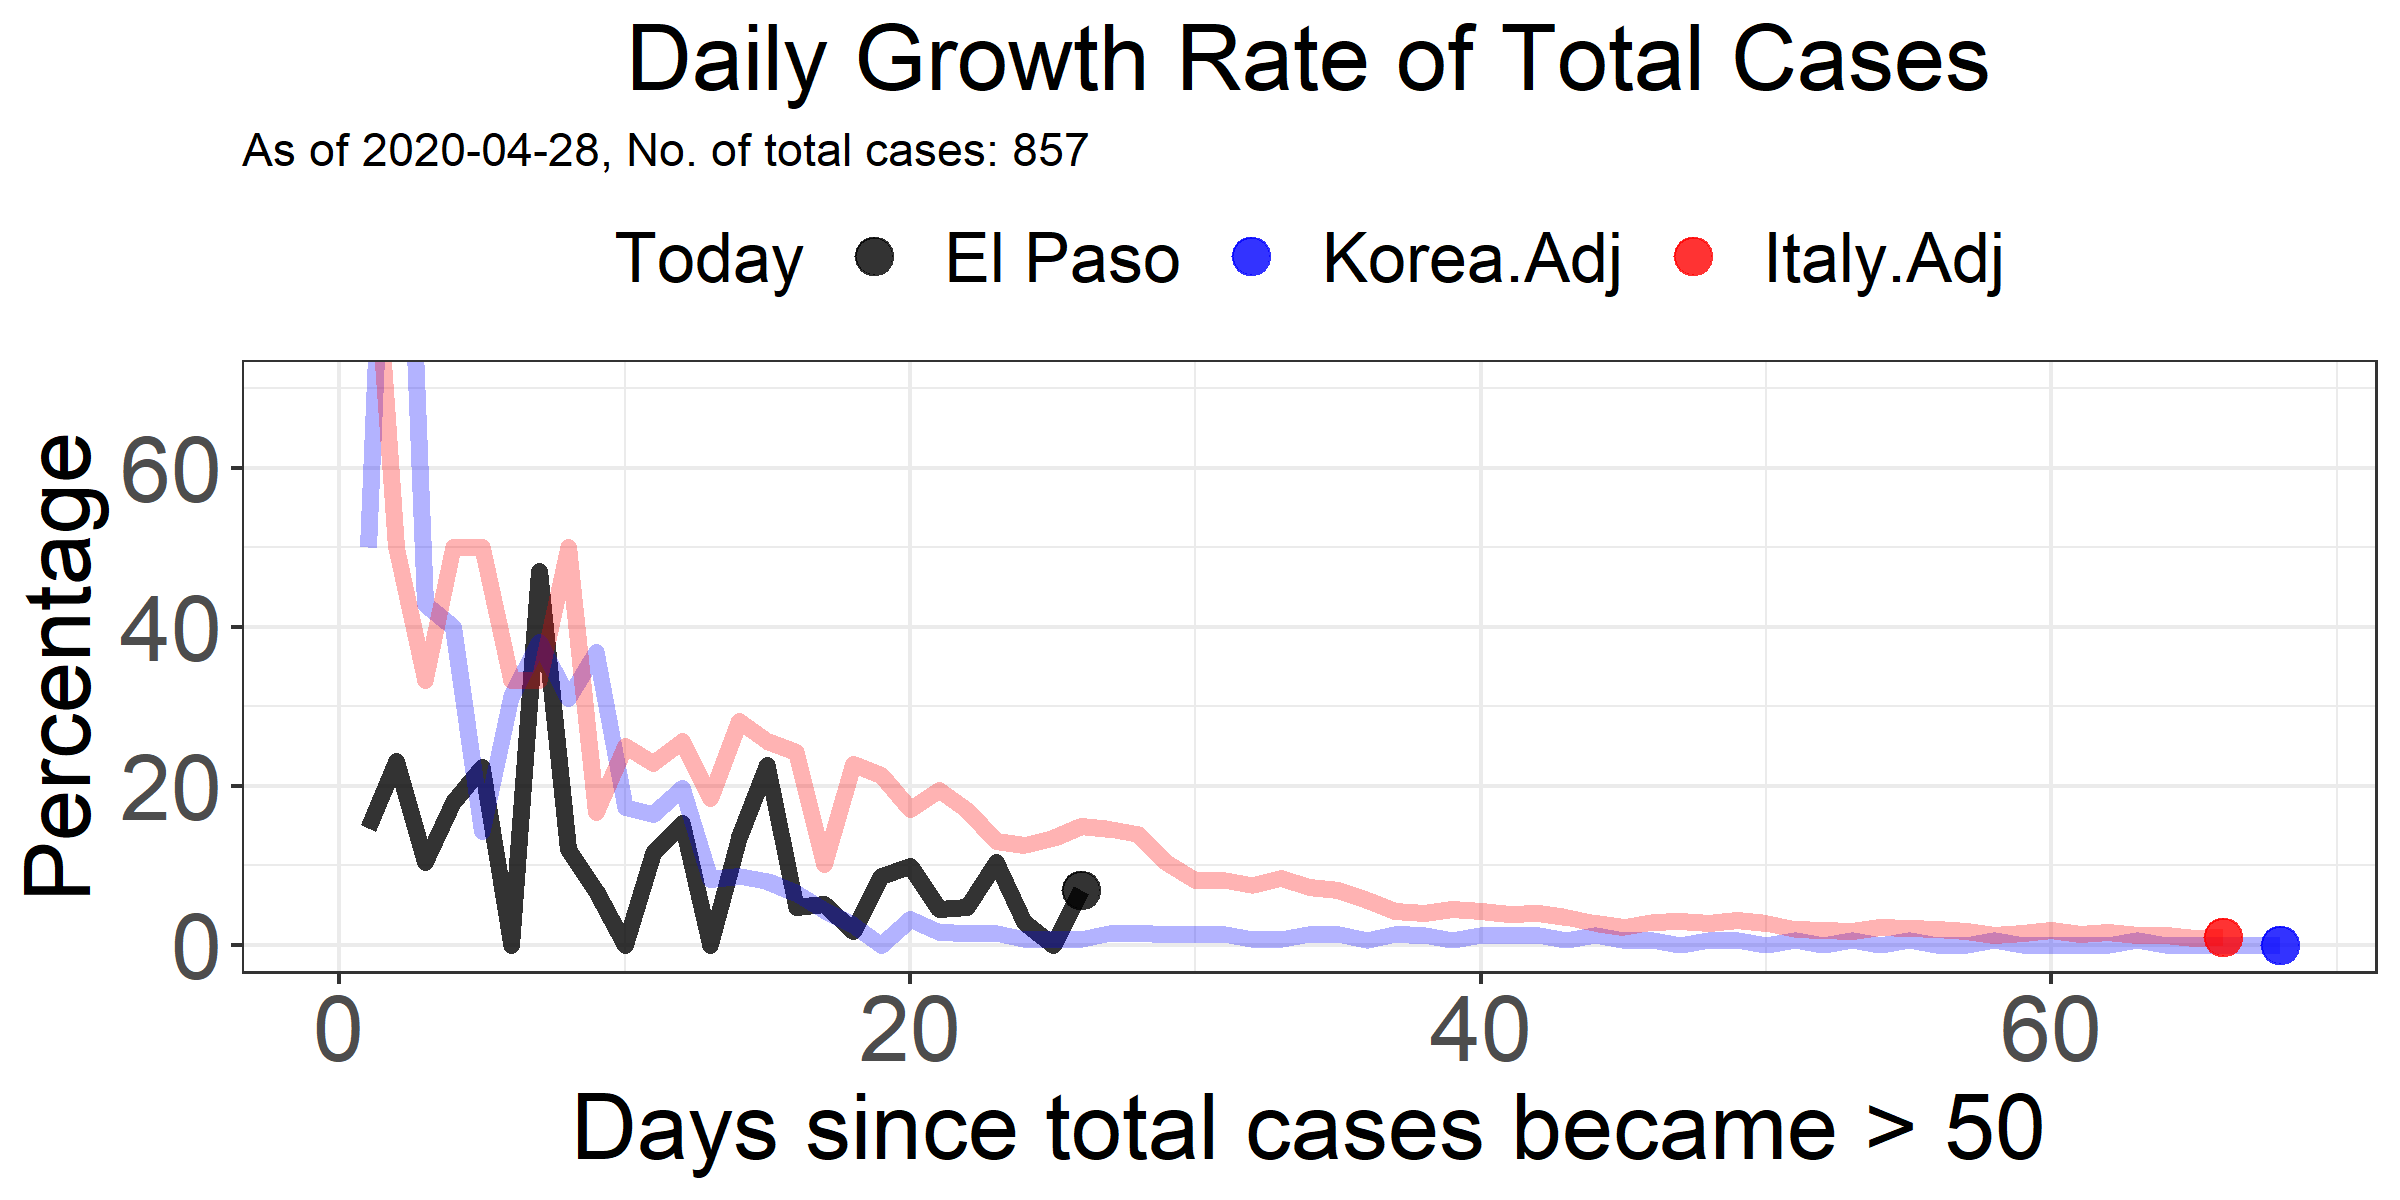 Daily Growth Rate of Total Cases
As of 2020-04-28, No. of total cases: 857
Today El Paso Korea.Adj Italy.Adj
Percentage
60
40
20
0
0 20 40 60
Days since total cases became > 50